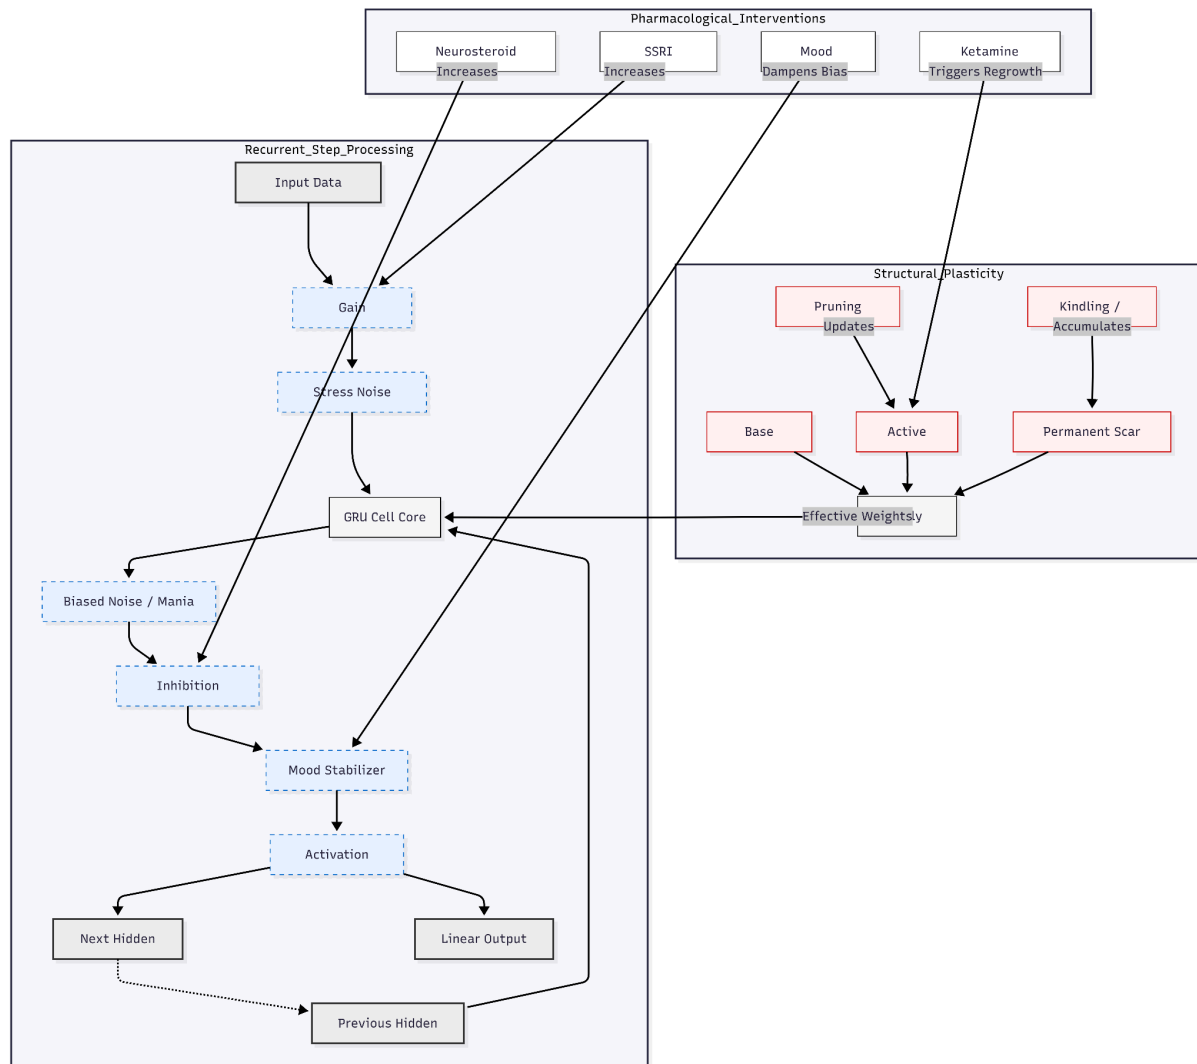 Pharmacological_Interventions
Neurosteroid
SSRI
Mood
Ketamine
Increases
Increases
Dampens Bias
Triggers Regrowth
Recurrent_Step_Processing
Input Data
Gain
Stress Noise
GRU Cell Core
Biased Noise / Mania
Inhibition
Mood Stabilizer
Activation
Next Hidden
Linear Output
Previous Hidden
Structural_Plasticity
Pruning
Kindling /
Updates
Accumulates
Base
Active
Permanent Scar
Effective Weights